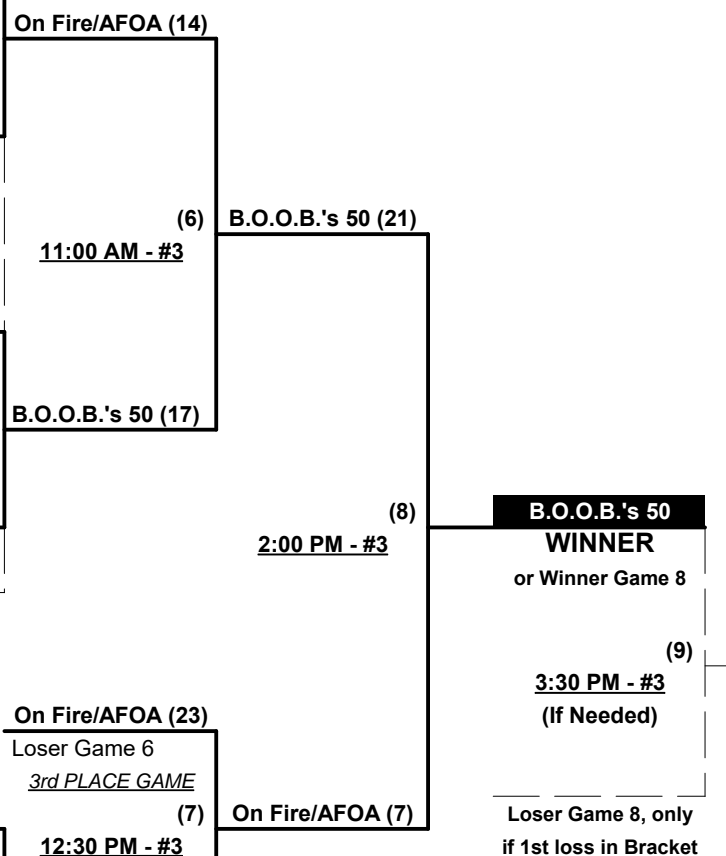 On Fire/AFOA (14)
(6)
11:00 AM - #3
B.O.O.B.'s 50 (21)
B.O.O.B.'s 50 (17)
(8)
2:00 PM - #3
B.O.O.B.'s 50
WINNER
or Winner Game 8
(9)
3:30 PM - #3
(If Needed)
On Fire/AFOA (23)
Loser Game 6
3rd PLACE GAME
(7)
12:30 PM - #3
On Fire/AFOA (7)
Loser Game 8, only
if 1st loss in Bracket